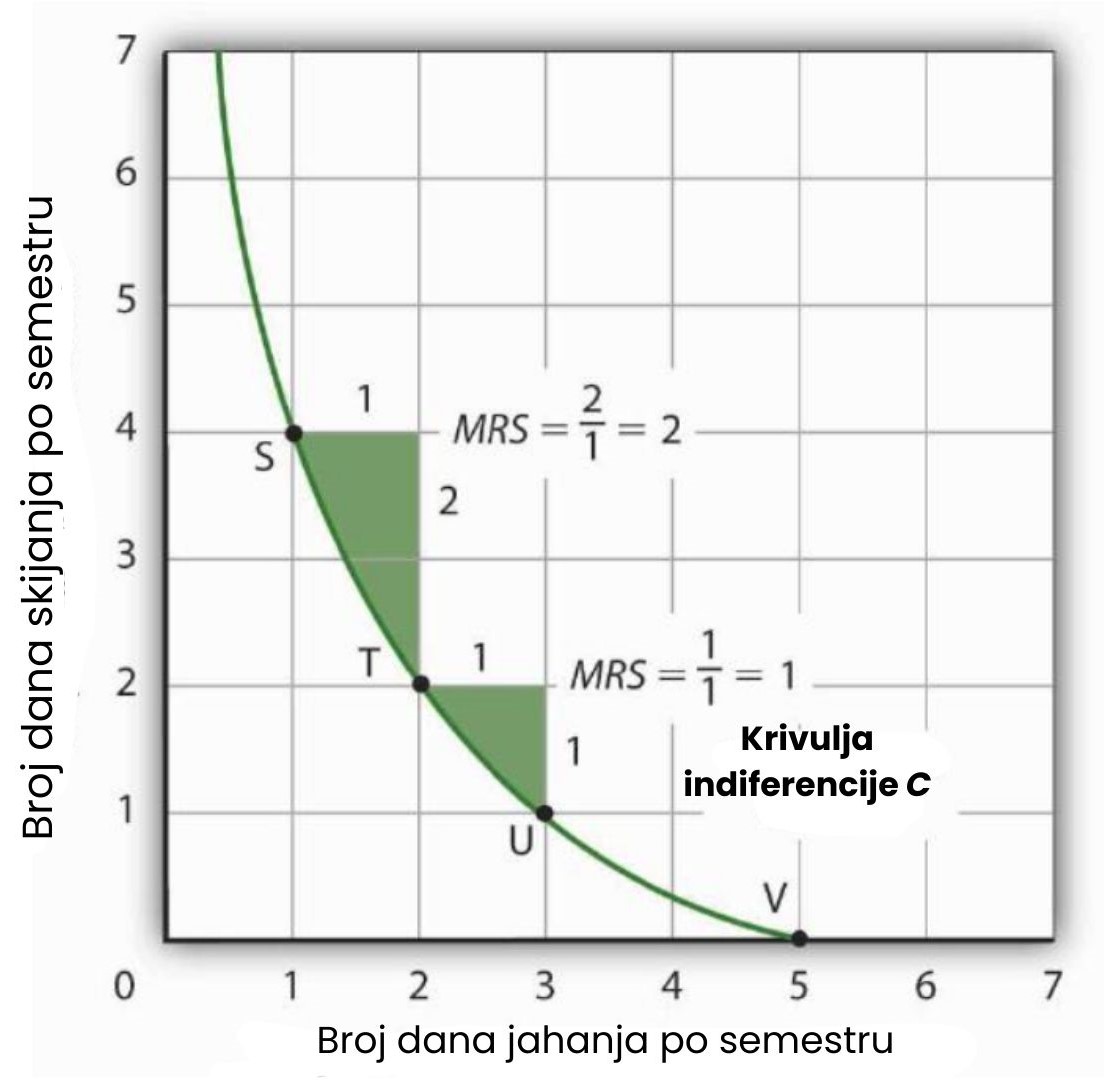 7
6
5
4
3
2
1
0
1
2
3
4
5
6
7
Broj dana skijanja po semestru
Broj dana jahanja po semestru
1
S
MRS = 2/1 = 2
2
T
1
MRS = 1/1 = 1
1
Krivulja
indiferencije C
U
V